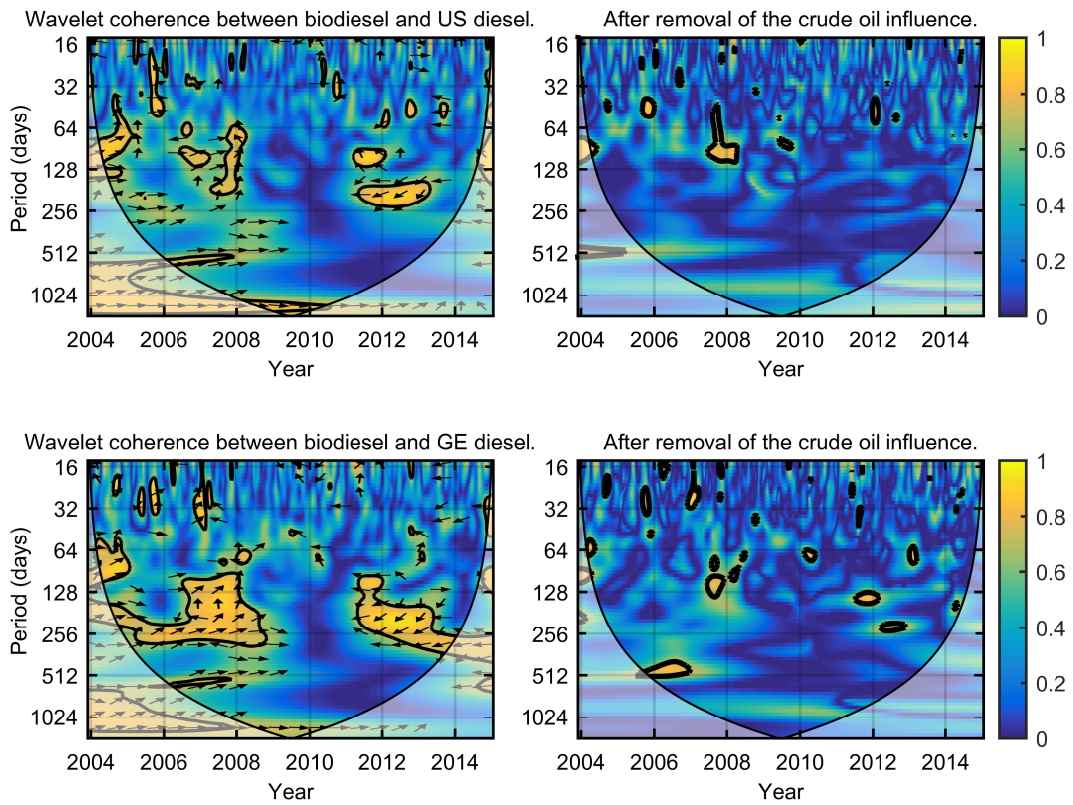 Wavelet coherence between biodiesel and US diesel.
After removal of the crude oil influence.
Period (days)
16
32
64
128
256
512
1024
2004 2006 2008 2010 2012 2014
Year
16
32
64
128
256
512
1024
2004 2006 2008 2010 2012 2014
Year
1
0.8
0.6
0.4
0.2
0
Wavelet coherence between biodiesel and GE diesel.
After removal of the crude oil influence.
Period (days)
16
32
64
128
256
512
1024
2004 2006 2008 2010 2012 2014
Year
16
32
64
128
256
512
1024
2004 2006 2008 2010 2012 2014
Year
1
0.8
0.6
0.4
0.2
0